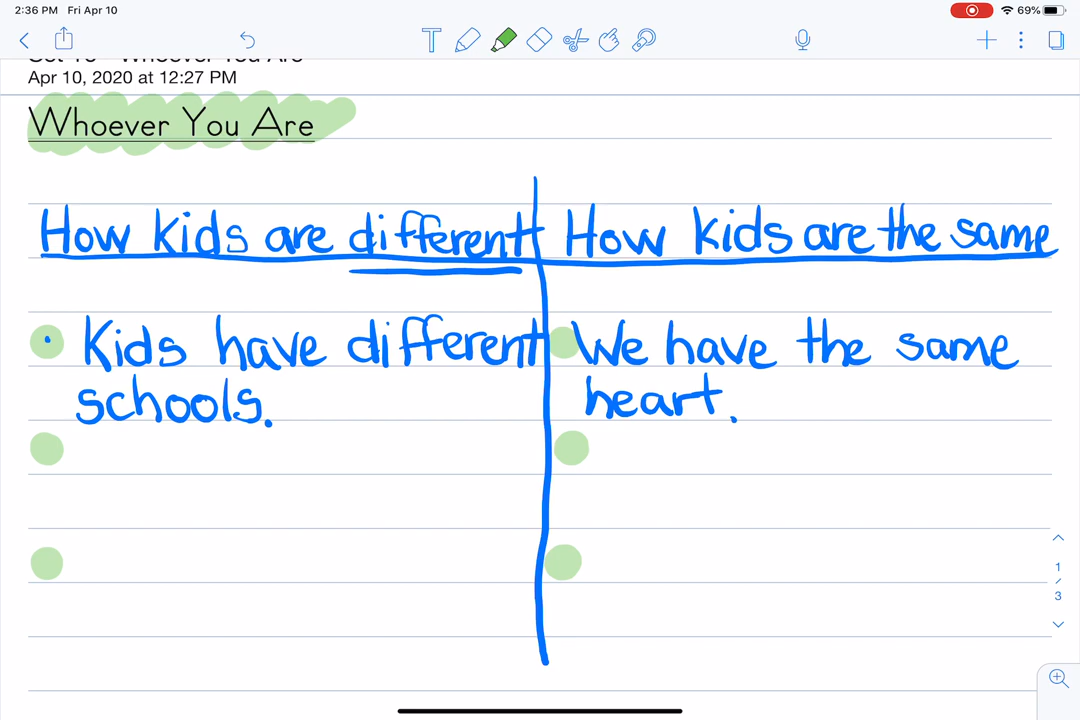 2:36 PM Fri Apr 10
69%
Apr 10, 2020 at 12:27 PM
Whoever You Are
How kids are different
How kids are the same
• Kids have different
schools.
We have the same
heart.
1
/
3